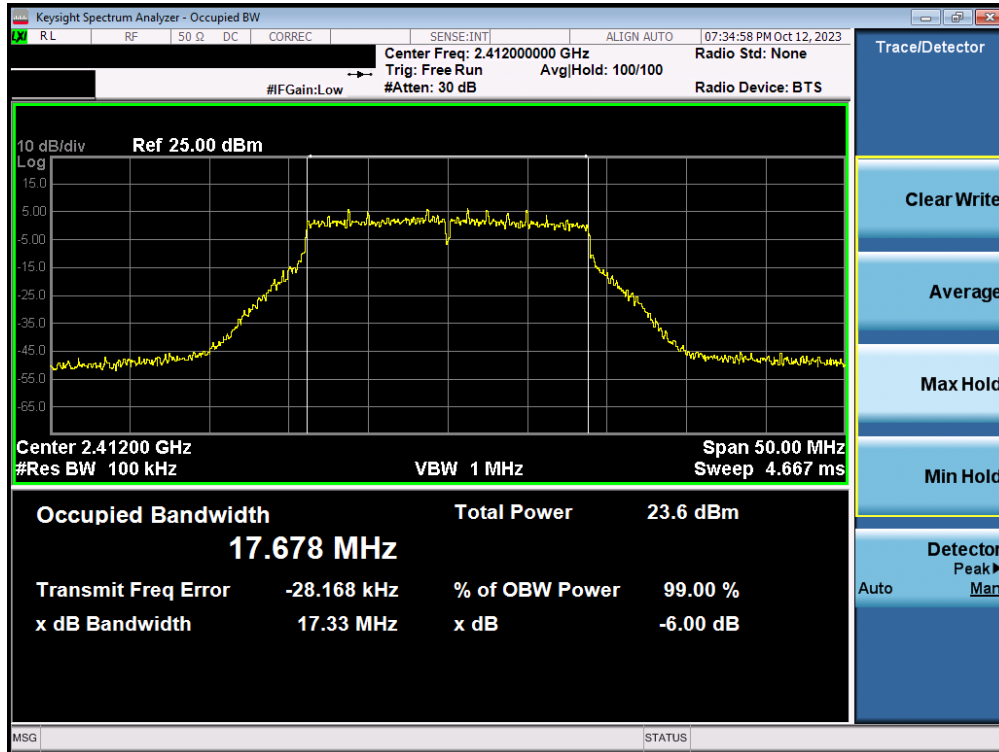 Keysight Spectrum Analyzer - Occupied BW
LXI RL RF 50 Ω DC CORREC SENSE:INT ALIGN AUTO 07:34:58 PM Oct 12, 2023
Center Freq: 2.412000000 GHz Radio Std: None
Trig: Free Run Avg|Hold: 100/100
#IFGain:Low #Atten: 30 dB Radio Device: BTS
10 dB/div Ref 25.00 dBm
Log
15.0
5.00
-5.00
-15.0
-25.0
-35.0
-45.0
-55.0
-65.0
Center 2.41200 GHz Span 50.00 MHz
#Res BW 100 kHz VBW 1 MHz Sweep 4.667 ms
Occupied Bandwidth Total Power 23.6 dBm
17.678 MHz
Transmit Freq Error -28.168 kHz % of OBW Power 99.00 %
x dB Bandwidth 17.33 MHz x dB -6.00 dB
MSG STATUS
Trace/Detector
Clear Write
Average
Max Hold
Min Hold
Detector
Peak▶
Auto Man